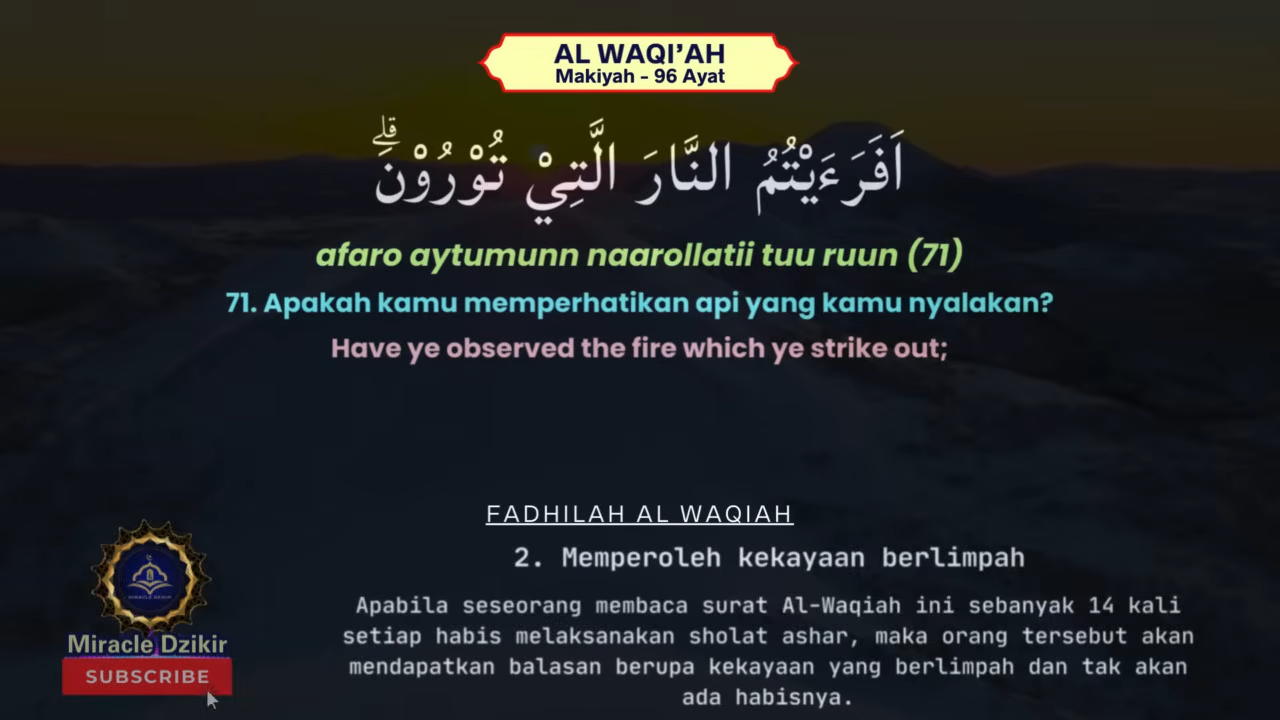 AL WAQI'AH
Makiyah - 96 Ayat
اَفَرَءَيْتُمُ النَّارَ الَّتِيْ تُوْرُوْنَۗ
afaro aytumunn naarollatii tuu ruun (71)
71. Apakah kamu memperhatikan api yang kamu nyalakan?
Have ye observed the fire which ye strike out;
FADHILAH AL WAQIAH
2. Memperoleh kekayaan berlimpah
Apabila seseorang membaca surat Al-Waqiah ini sebanyak 14 kali
setiap habis melaksanakan sholat ashar, maka orang tersebut akan
mendapatkan balasan berupa kekayaan yang berlimpah dan tak akan
ada habisnya.
MIRACLE DZIKIR
Miracle Dzikir
SUBSCRIBE